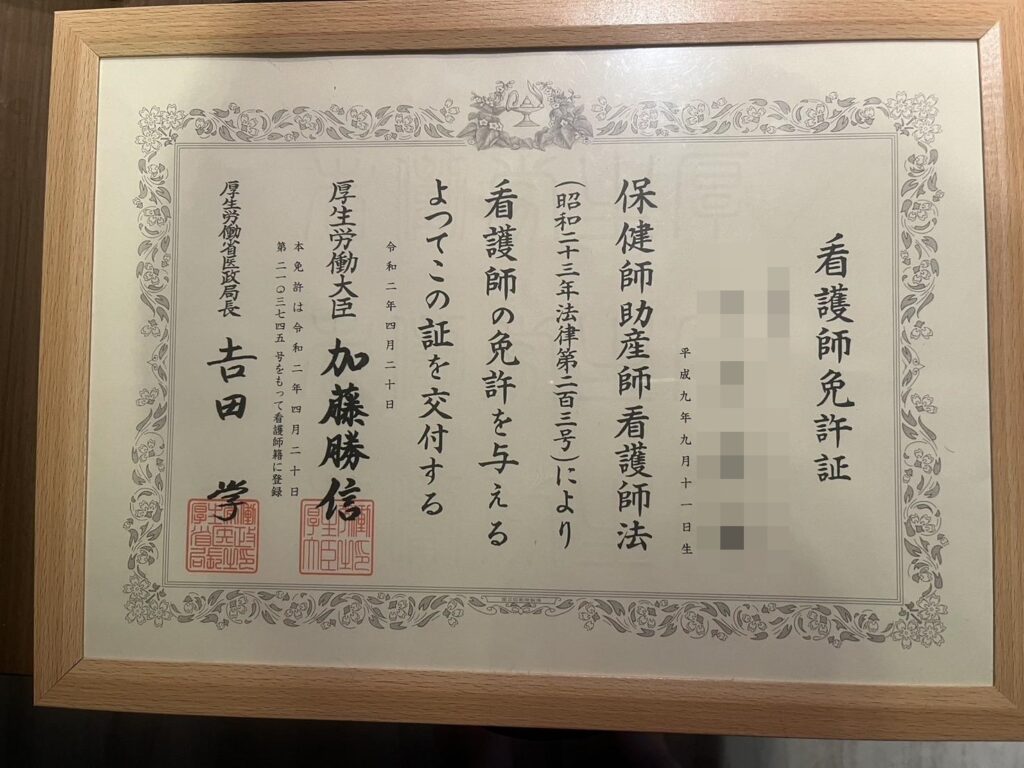 看護師免許証
平成九年九月十一日生
保健師助産師看護師法
(昭和二十三年法律第二百三号)により
看護師の免許を与える
よつてこの証を交付する
令和二年四月二十日
厚生労働大臣 加藤勝信
本免許は令和二年四月二十日
第二一〇三七四五号をもって看護師籍に登録
厚生労働省医政局長 吉田 学